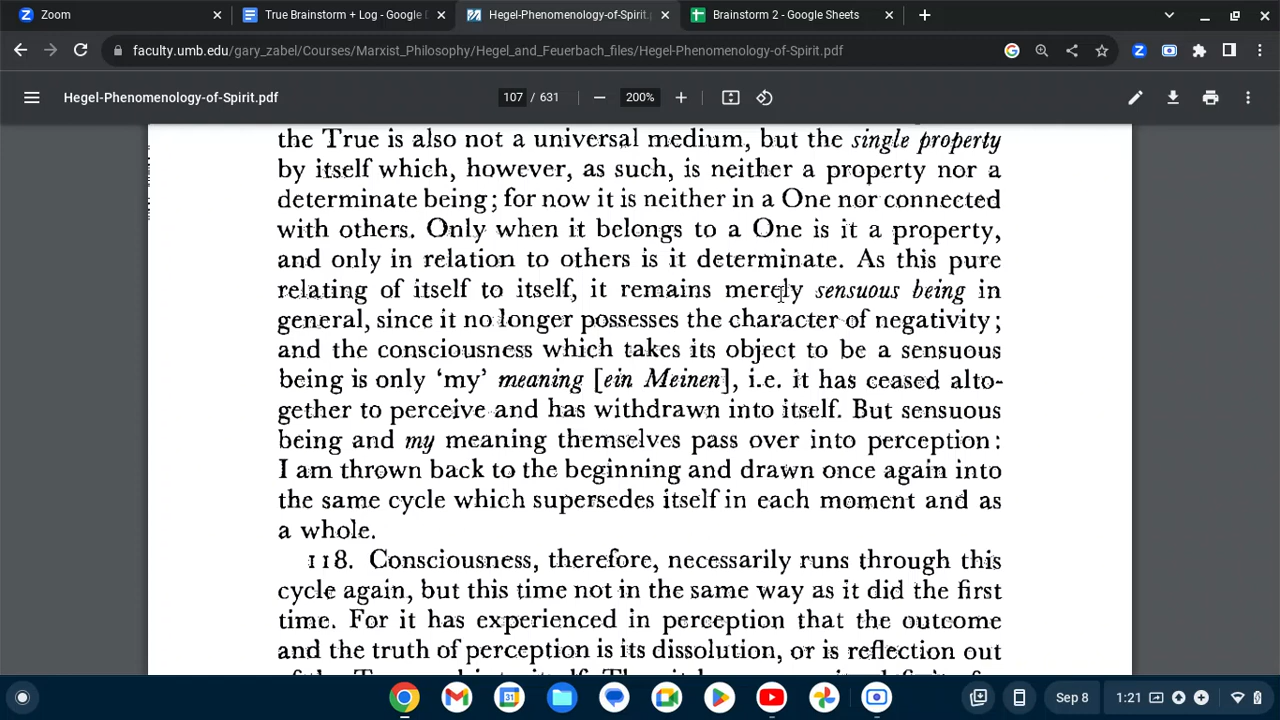 Zoom
True Brainstorm + Log - Google D
Hegel-Phenomenology-of-Spirit.p
Brainstorm 2 - Google Sheets
faculty.umb.edu/gary_zabel/Courses/Marxist_Philosophy/Hegel_and_Feuerbach_files/Hegel-Phenomenology-of-Spirit.pdf
Hegel-Phenomenology-of-Spirit.pdf
107 / 631
200%
the True is also not a universal medium, but the single property
by itself which, however, as such, is neither a property nor a
determinate being; for now it is neither in a One nor connected
with others. Only when it belongs to a One is it a property,
and only in relation to others is it determinate. As this pure
relating of itself to itself, it remains merely sensuous being in
general, since it no longer possesses the character of negativity;
and the consciousness which takes its object to be a sensuous
being is only 'my' meaning [ein Meinen], i.e. it has ceased alto-
gether to perceive and has withdrawn into itself. But sensuous
being and my meaning themselves pass over into perception:
I am thrown back to the beginning and drawn once again into
the same cycle which supersedes itself in each moment and as
a whole.
118. Consciousness, therefore, necessarily runs through this
cycle again, but this time not in the same way as it did the first
time. For it has experienced in perception that the outcome
and the truth of perception is its dissolution, or is reflection out
Sep 8
1:21